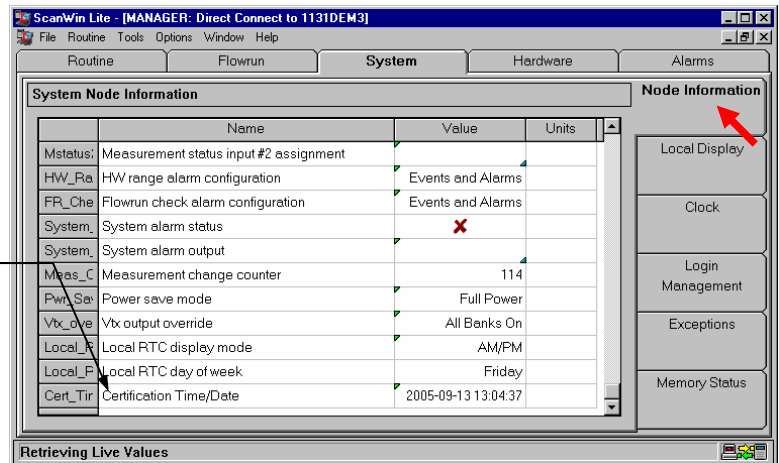 ScanWin Lite - [MANAGER: Direct Connect to 1131DEM3]
File Routine Tools Options Window Help
Routine Flowrun System Hardware Alarms
System Node Information
Node Information
Local Display
Clock
Login Management
Exceptions
Memory Status
Name Value Units
Mstatus: Measurement status input #2 assignment
HW_Ra HW range alarm configuration Events and Alarms
FR_Che Flowrun check alarm configuration Events and Alarms
System_ System alarm status
System_ System alarm output
Meas_C Measurement change counter 114
Pwr_Sav Power save mode Full Power
Vtx_ove Vtx output override All Banks On
Local_R Local RTC display mode AM/PM
Local_R Local RTC day of week Friday
Cert_Tir Certification Time/Date 2005-09-13 13:04:37
Retrieving Live Values